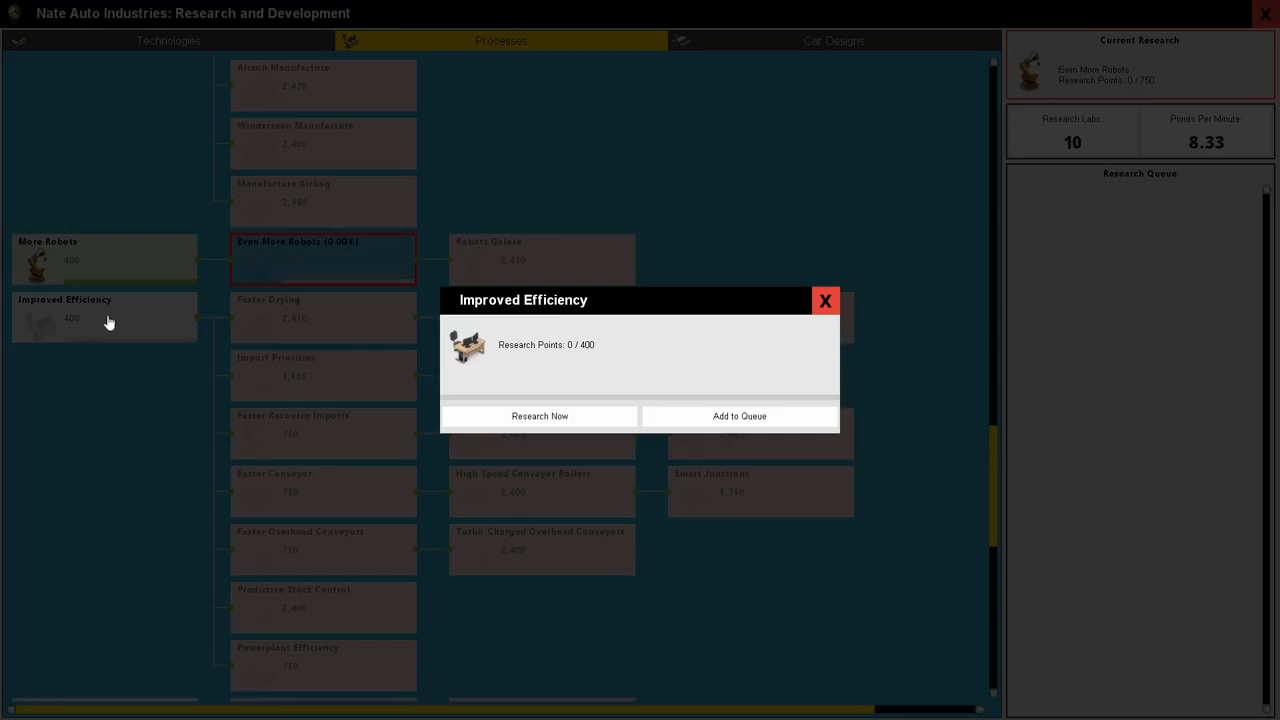 Nate Auto Industries: Research and Development
X
Technologies
Processes
Car Designs
Current Research
Even More Robots
Research Points: 0 / 750
Research Labs:
10
Points Per Minute:
8.33
Research Queue
Aircon Manufacture
2,470
Windscreen Manufacture
2,400
Manufacture Airbag
2,990
More Robots
400
Even More Robots (0.00%)
Robots Galore
2,410
Improved Efficiency
400
Faster Drying
2,410
Import Priorities
1,605
Faster Resource Imports
750
Faster Conveyor
750
High Speed Conveyor Rollers
2,400
Smart Junctions
5,750
Faster Overhead Conveyors
750
Turbo-Charged Overhead Conveyors
2,400
Predictive Stock Control
2,400
Powerplant Efficiency
750
Improved Efficiency
X
Research Points: 0 / 400
Research Now
Add to Queue